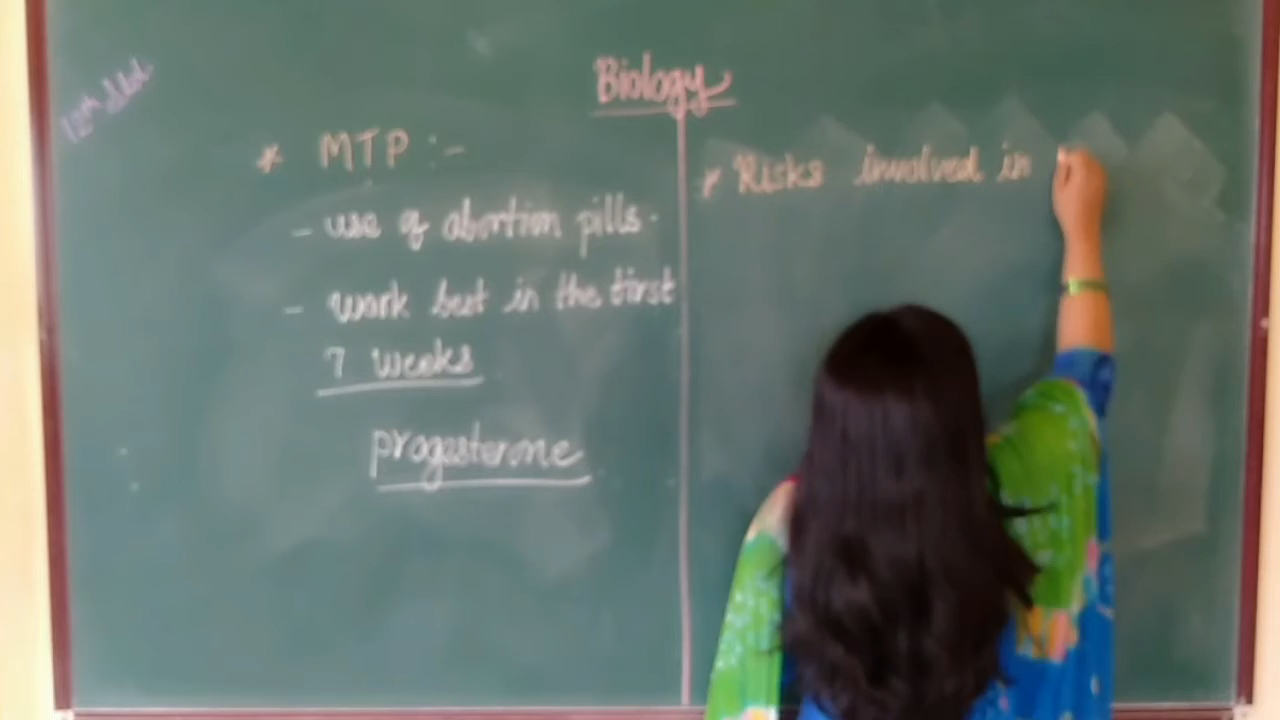 Biology
* MTP :-
- use of abortion pills.
- work best in the first
7 weeks
progesterone
* Risks involved in